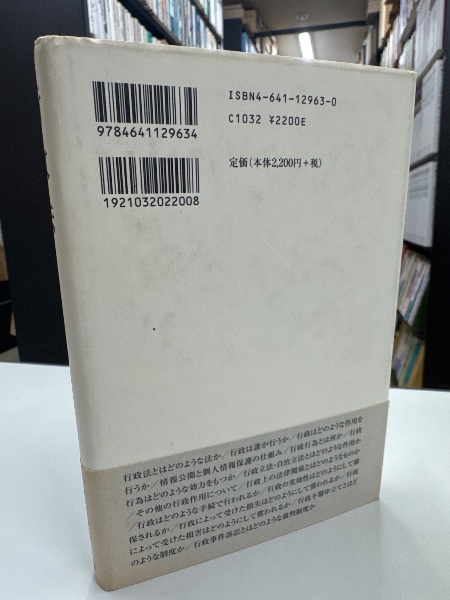 ISBN4-641-12963-0
C1032 ¥2200E
9784641129634
定価(本体2,200円+税)
1921032022008
行政法とはどのような法か/行政は誰が行うか/行政はどのような作用を
行うか/情報公開と個人情報保護の仕組み/行政行為とは何か/行政
行為はどのような効力をもつか/行政立法・自治立法とはどのような作用か
/その他の行政作用について/行政上の法律関係とはどのようなものか
/行政はどのような手続で行われるか/行政の実効性はどのようにして確
保されるか/行政によって受けた損失はどのようにして償われるか/行政
によって受けた損害はどのようにして償われるか/行政不服申立てとはど
のような制度か/行政事件訴訟とはどのような裁判制度か